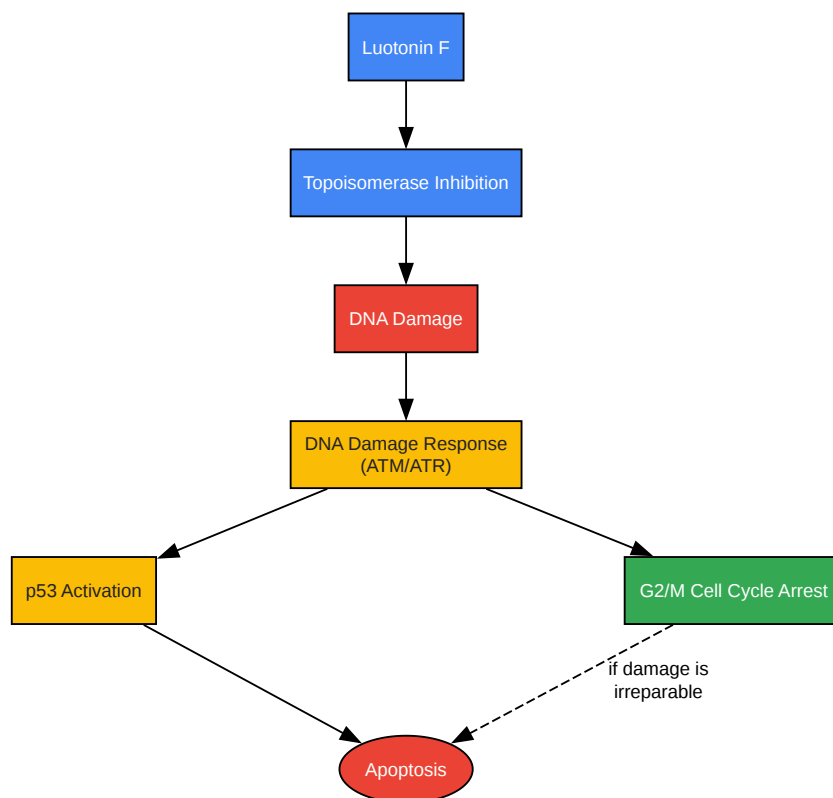 Luotonin F
Topoisomerase Inhibition
DNA Damage
DNA Damage Response
(ATM/ATR)
p53 Activation
G2/M Cell Cycle Arrest
if damage is
irreparable
Apoptosis